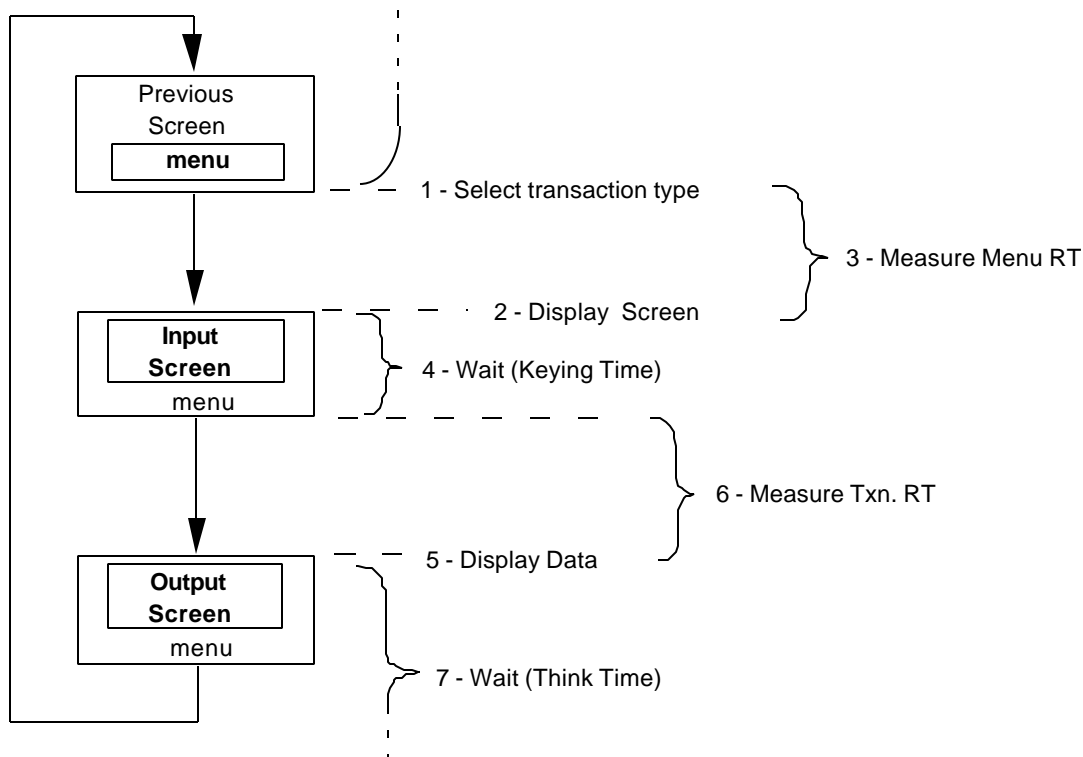 Previous
Screen
menu
1 - Select transaction type
3 - Measure Menu RT
2 - Display Screen
Input
Screen
menu
4 - Wait (Keying Time)
6 - Measure Txn. RT
5 - Display Data
Output
Screen
menu
7 - Wait (Think Time)